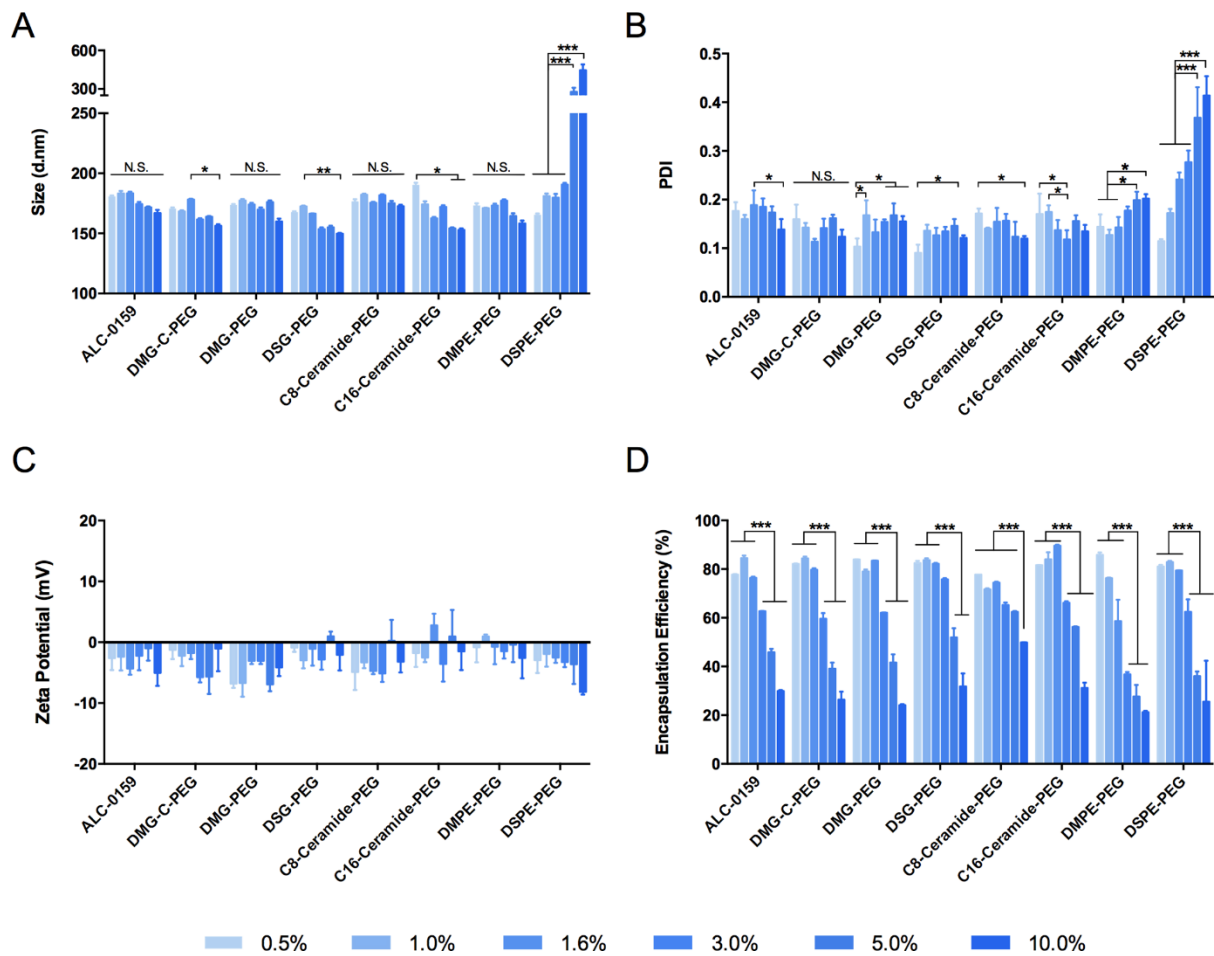 A
Size (d.nm)
600
300
250
200
150
100
N.S.
*
N.S.
**
N.S.
*
N.S.
***
***
ALC-0159
DMG-C-PEG
DMG-PEG
DSG-PEG
C8-Ceramide-PEG
C16-Ceramide-PEG
DMPE-PEG
DSPE-PEG
B
PDI
0.5
0.4
0.3
0.2
0.1
0.0
*
N.S.
*
*
*
*
*
*
*
*
***
***
ALC-0159
DMG-C-PEG
DMG-PEG
DSG-PEG
C8-Ceramide-PEG
C16-Ceramide-PEG
DMPE-PEG
DSPE-PEG
C
Zeta Potential (mV)
20
10
0
-10
-20
ALC-0159
DMG-C-PEG
DMG-PEG
DSG-PEG
C8-Ceramide-PEG
C16-Ceramide-PEG
DMPE-PEG
DSPE-PEG
D
Encapsulation Efficiency (%)
100
80
60
40
20
0
***
***
***
***
***
***
***
***
ALC-0159
DMG-C-PEG
DMG-PEG
DSG-PEG
C8-Ceramide-PEG
C16-Ceramide-PEG
DMPE-PEG
DSPE-PEG
0.5%
1.0%
1.6%
3.0%
5.0%
10.0%